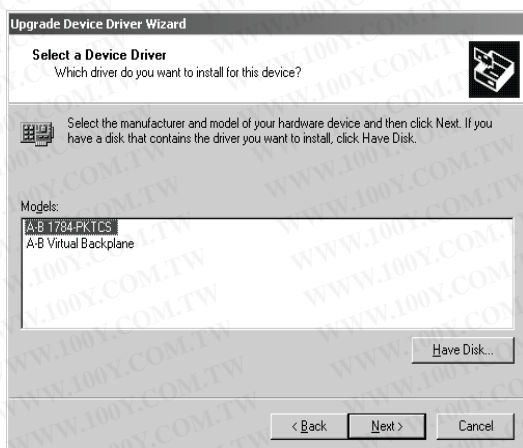 Upgrade Device Driver Wizard
Select a Device Driver
Which driver do you want to install for this device?
Select the manufacturer and model of your hardware device and then click Next. If you
have a disk that contains the driver you want to install, click Have Disk.
Models:
A-B 1784-PKTCS
A-B Virtual Backplane
Have Disk...
< Back
Next >
Cancel
WWW.100Y.COM.TW